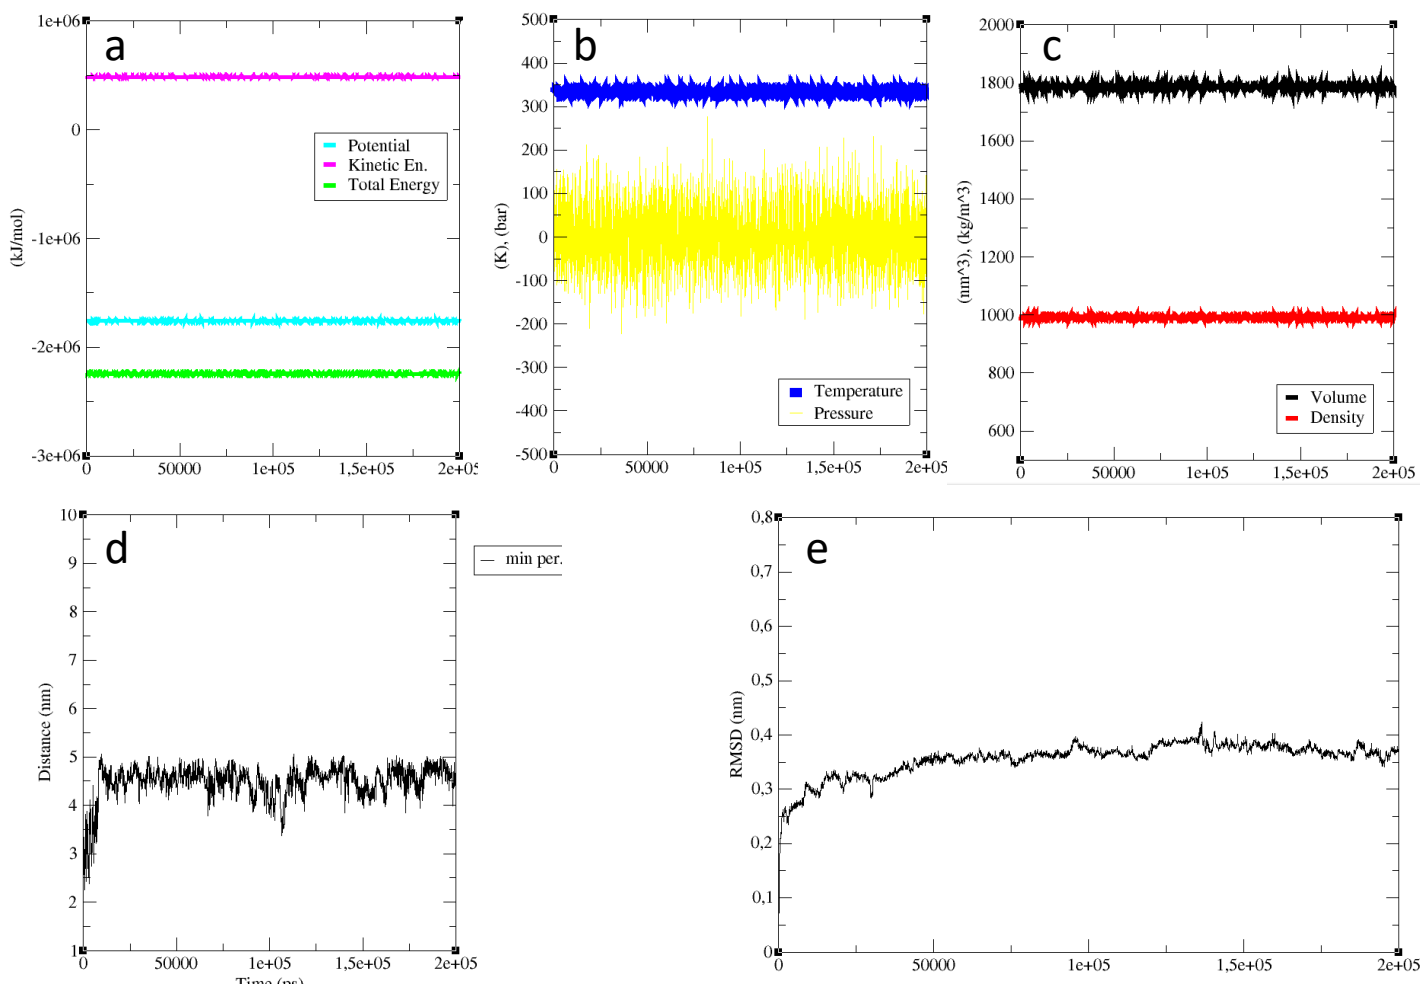 a
1e+06
0
-1e+06
-2e+06
-3e+06
(kJ/mol)
Potential
Kinetic En.
Total Energy
0
50000
1e+05
1,5e+05
2e+05
b
500
400
300
200
100
0
-100
-200
-300
-400
-500
(K), (bar)
Temperature
Pressure
0
50000
1e+05
1,5e+05
2e+05
c
2000
1800
1600
1400
1200
1000
800
600
(nm^3), (kg/m^3)
Volume
Density
0
50000
1e+05
1,5e+05
2e+05
d
10
9
8
7
6
5
4
3
2
1
Distance (nm)
min per.
0
50000
1e+05
1,5e+05
2e+05
Time (ps)
e
0,8
0,7
0,6
0,5
0,4
0,3
0,2
0,1
0
RMSD (nm)
0
50000
1e+05
1,5e+05
2e+05